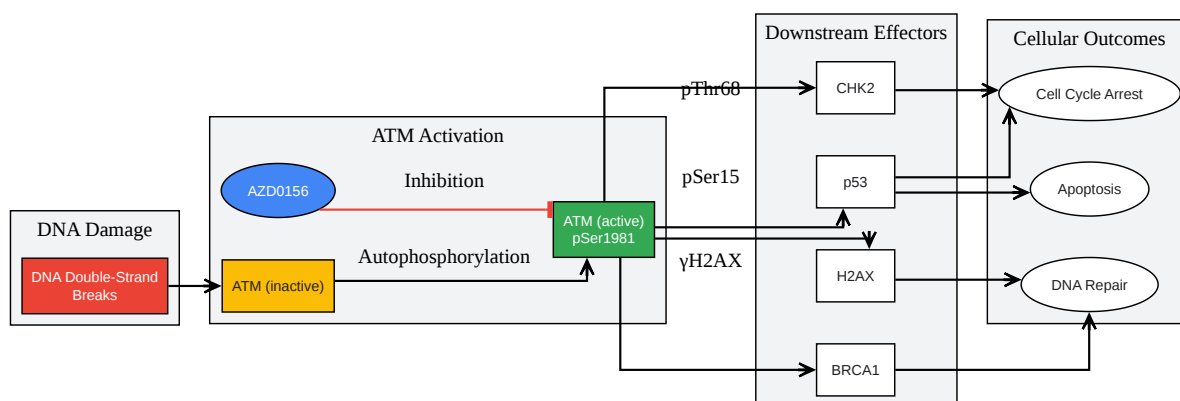 Downstream Effectors
Cellular Outcomes
pThr68
CHK2
Cell Cycle Arrest
ATM Activation
AZD0156
Inhibition
pSer15
p53
Apoptosis
DNA Damage
ATM (active)
pSer1981
DNA Double-Strand
Breaks
ATM (inactive)
Autophosphorylation
γH2AX
H2AX
DNA Repair
BRCA1